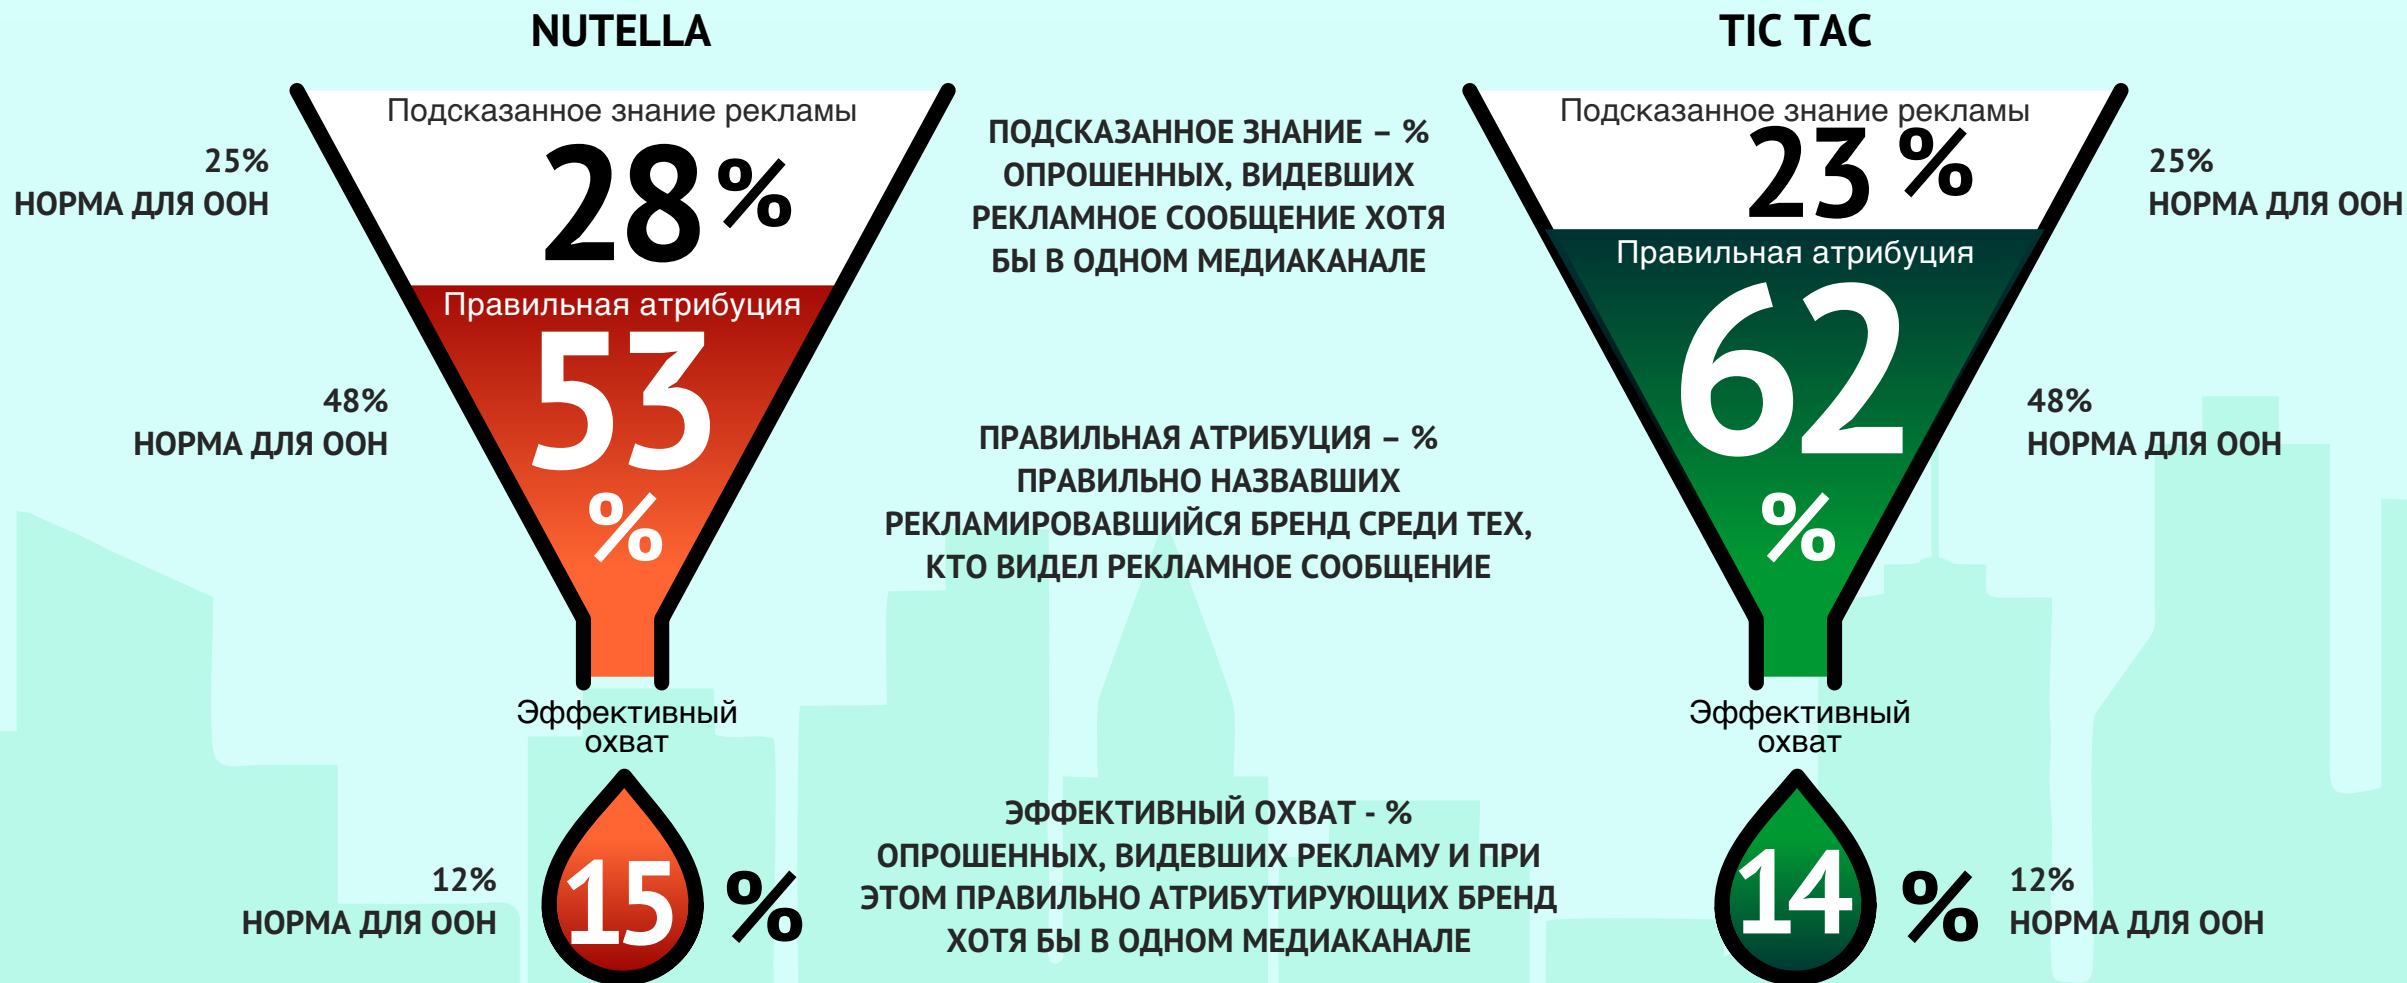 NUTELLA
Подсказанное знание рекламы
28%
25%
НОРМА ДЛЯ ООН
Правильная атрибуция
53
%
48%
НОРМА ДЛЯ ООН
Эффективный
охват
15%
12%
НОРМА ДЛЯ ООН
ПОДСКАЗАННОЕ ЗНАНИЕ – %
ОПРОШЕННЫХ, ВИДЕВШИХ
РЕКЛАМНОЕ СООБЩЕНИЕ ХОТЯ
БЫ В ОДНОМ МЕДИАКАНАЛЕ
ПРАВИЛЬНАЯ АТРИБУЦИЯ – %
ПРАВИЛЬНО НАЗВАВШИХ
РЕКЛАМИРОВАВШИЙСЯ БРЕНД СРЕДИ ТЕХ,
КТО ВИДЕЛ РЕКЛАМНОЕ СООБЩЕНИЕ
ЭФФЕКТИВНЫЙ ОХВАТ - %
ОПРОШЕННЫХ, ВИДЕВШИХ РЕКЛАМУ И ПРИ
ЭТОМ ПРАВИЛЬНО АТРИБУТИРУЮЩИХ БРЕНД
ХОТЯ БЫ В ОДНОМ МЕДИАКАНАЛЕ
TIC TAC
Подсказанное знание рекламы
23%
25%
НОРМА ДЛЯ ООН
Правильная атрибуция
62
%
48%
НОРМА ДЛЯ ООН
Эффективный
охват
14%
12%
НОРМА ДЛЯ ООН